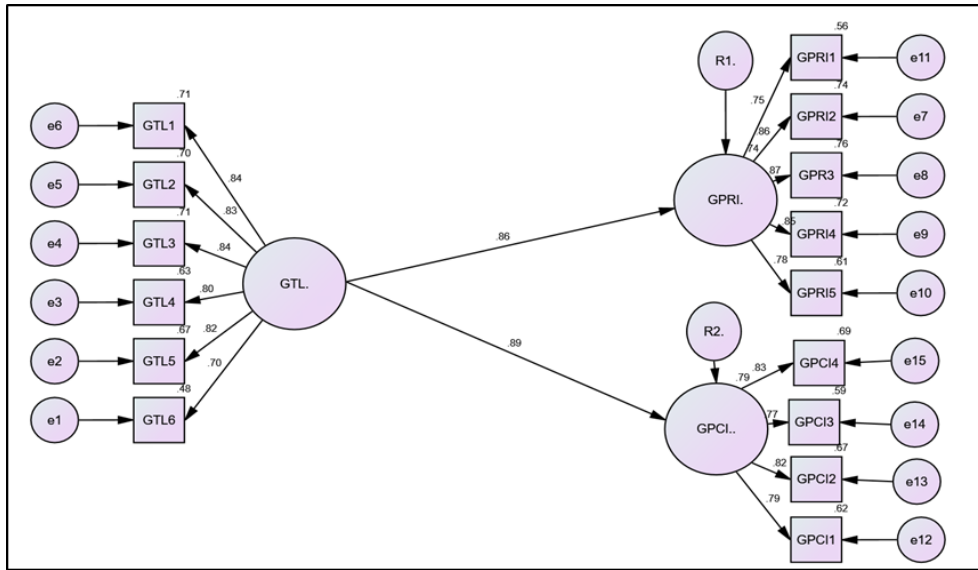 .71
e6
GTL1
.70
e5
GTL2
.71
e4
GTL3
.63
e3
GTL4
.67
e2
GTL5
.48
e1
GTL6
.84
.83
.84
.80
.82
.70
GTL.
.86
.89
R1.
.74
GPRI.
.75
.86
.87
.85
.78
.56
GPRI1
e11
.74
GPRI2
e7
.76
GPR3
e8
.72
GPRI4
e9
.61
GPRI5
e10
R2.
.79
GPCI..
.83
.77
.82
.79
.69
GPCI4
e15
.59
GPCI3
e14
.67
GPCI2
e13
.62
GPCI1
e12